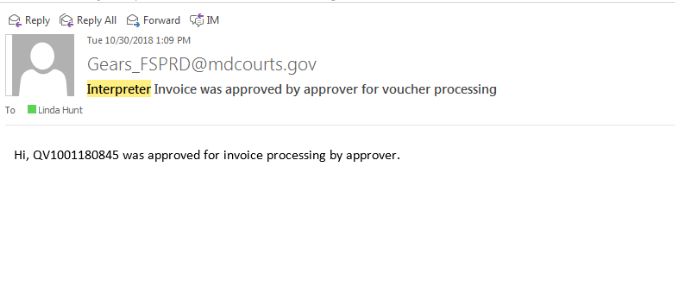 Reply Reply All Forward IM
Tue 10/30/2018 1:09 PM
Gears_FSPRD@mdcourts.gov
Interpreter Invoice was approved by approver for voucher processing
To Linda Hunt
Hi, QV1001180845 was approved for invoice processing by approver.